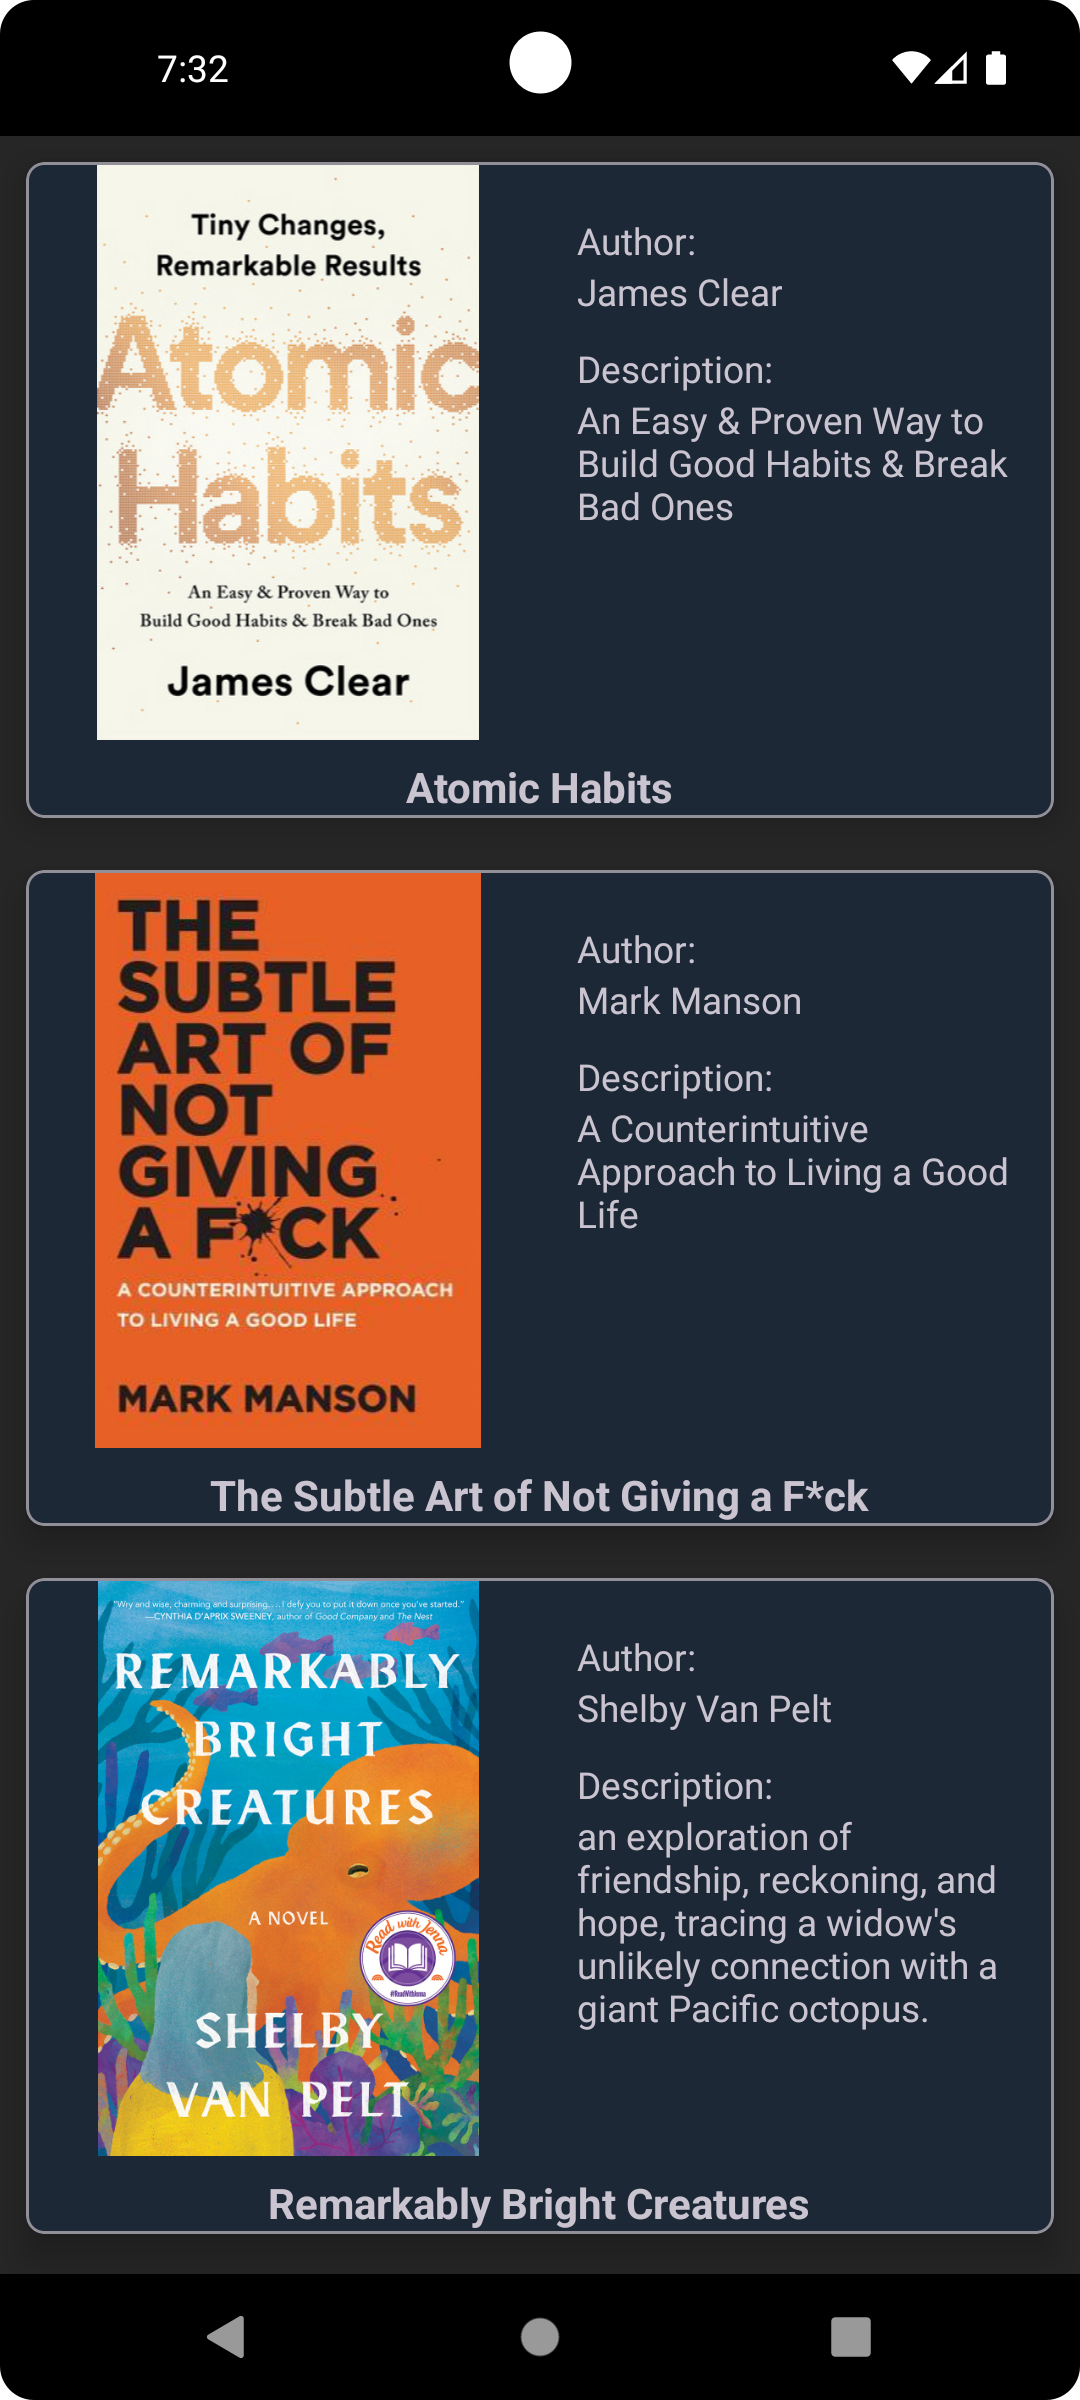 7:32
Tiny Changes,
Remarkable Results
Atomic
Habits
An Easy & Proven Way to
Build Good Habits & Break Bad Ones
James Clear
Author:
James Clear
Description:
An Easy & Proven Way to
Build Good Habits & Break
Bad Ones
Atomic Habits
THE
SUBTLE
ART OF
NOT
GIVING
A F*CK
A COUNTERINTUITIVE APPROACH
TO LIVING A GOOD LIFE
MARK MANSON
Author:
Mark Manson
Description:
A Counterintuitive
Approach to Living a Good
Life
The Subtle Art of Not Giving a F*ck
"Wry and wise, charming and surprising. . . . I defy you to put it down once you've started."
—CYNTHIA D'APRIX SWEENEY, author of Good Company and The Nest
REMARKABLY
BRIGHT
CREATURES
A NOVEL
Read with Jenna
#ReadWithJenna
SHELBY
VAN PELT
Author:
Shelby Van Pelt
Description:
an exploration of
friendship, reckoning, and
hope, tracing a widow's
unlikely connection with a
giant Pacific octopus.
Remarkably Bright Creatures